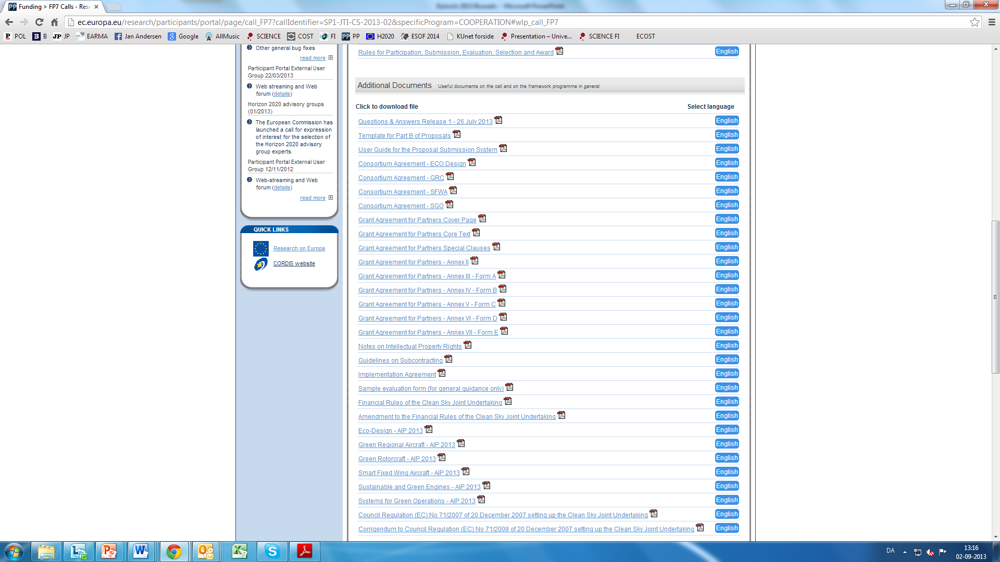 Funding > FP7 Calls - Rese
ec.europa.eu/research/participants/portal/page/call_FP7?callIdentifier=SP1-JTI-CS-2013-02&specificProgram=COOPERATION#wlp_call_FP7
POL B JP EARMA Jan Andersen Google AllMusic SCIENCE COST FI PP H2020 ESOF 2014 KUnet forside Presentation – Unive... SCIENCE FI ECOST
Other general bug fixes
read more
Participant Portal External User
Group 22/03/2013
Web streaming and Web
forum (details)
Horizon 2020 advisory groups
(01/2013)
The European Commission has
launched a call for expression
of interest for the selection of
the Horizon 2020 advisory
group experts.
Participant Portal External User
Group 12/11/2012
Web-streaming and Web
forum (details)
read more
QUICK LINKS
Research on Europa
CORDIS website
Rules for Participation, Submission, Evaluation, Selection and Award English
Additional Documents Useful documents on the call and on the framework programme in general
Click to download file Select language
Questions & Answers Release 1 - 26 July 2013 English
Template for Part B of Proposals English
User Guide for the Proposal Submission System English
Consortium Agreement - ECO Design English
Consortium Agreement - GRC English
Consortium Agreement - SFWA English
Consortium Agreement - SGO English
Grant Agreement for Partners Cover Page English
Grant Agreement for Partners Core Text English
Grant Agreement for Partners Special Clauses English
Grant Agreement for Partners - Annex II English
Grant Agreement for Partners - Annex III - Form A English
Grant Agreement for Partners - Annex IV - Form B English
Grant Agreement for Partners - Annex V - Form C English
Grant Agreement for Partners - Annex VI - Form D English
Grant Agreement for Partners - Annex VII - Form E English
Notes on Intellectual Property Rights English
Guidelines on Subcontracting English
Implementation Agreement English
Sample evaluation form (for general guidance only) English
Financial Rules of the Clean Sky Joint Undertaking English
Amendment to the Financial Rules of the Clean Sky Joint Undertaking English
Eco-Design - AIP 2013 English
Green Regional Aircraft - AIP 2013 English
Green Rotorcraft - AIP 2013 English
Smart Fixed Wing Aircraft - AIP 2013 English
Sustainable and Green Engines - AIP 2013 English
Systems for Green Operations - AIP 2013 English
Council Regulation (EC) No 71/2007 of 20 December 2007 setting up the Clean Sky Joint Undertaking English
Corrigendum to Council Regulation (EC) No 71/2008 of 20 December 2007 setting up the Clean Sky Joint Undertaking English
DA
13:16
02-09-2013